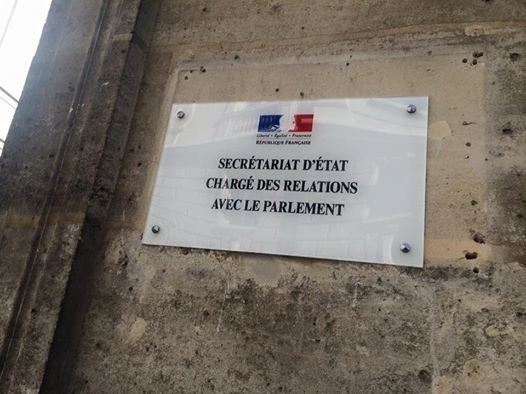 Liberté • Égalité • Fraternité
RÉPUBLIQUE FRANÇAISE
SECRÉTARIAT D'ÉTAT
CHARGÉ DES RELATIONS
AVEC LE PARLEMENT